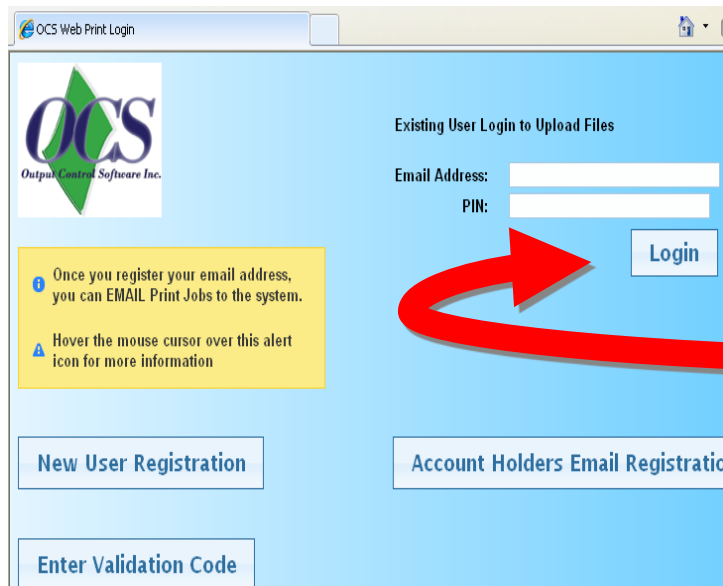 OCS Web Print Login
OCS
Output Control Software Inc.
Existing User Login to Upload Files
Email Address:
PIN:
Login
Once you register your email address,
you can EMAIL Print Jobs to the system.
Hover the mouse cursor over this alert
icon for more information
New User Registration
Account Holders Email Registratio
Enter Validation Code